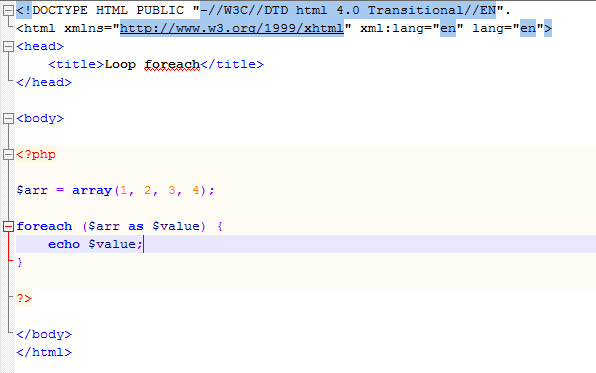 <!DOCTYPE HTML PUBLIC "-//W3C//DTD html 4.0 Transitional//EN".
<html xmlns="http://www.w3.org/1999/xhtml" xml:lang="en" lang="en">
<head>
    <title>Loop foreach</title>
</head>
<body>
<?php
$arr = array(1, 2, 3, 4);
foreach ($arr as $value) {
    echo $value;
}
?>
</body>
</html>